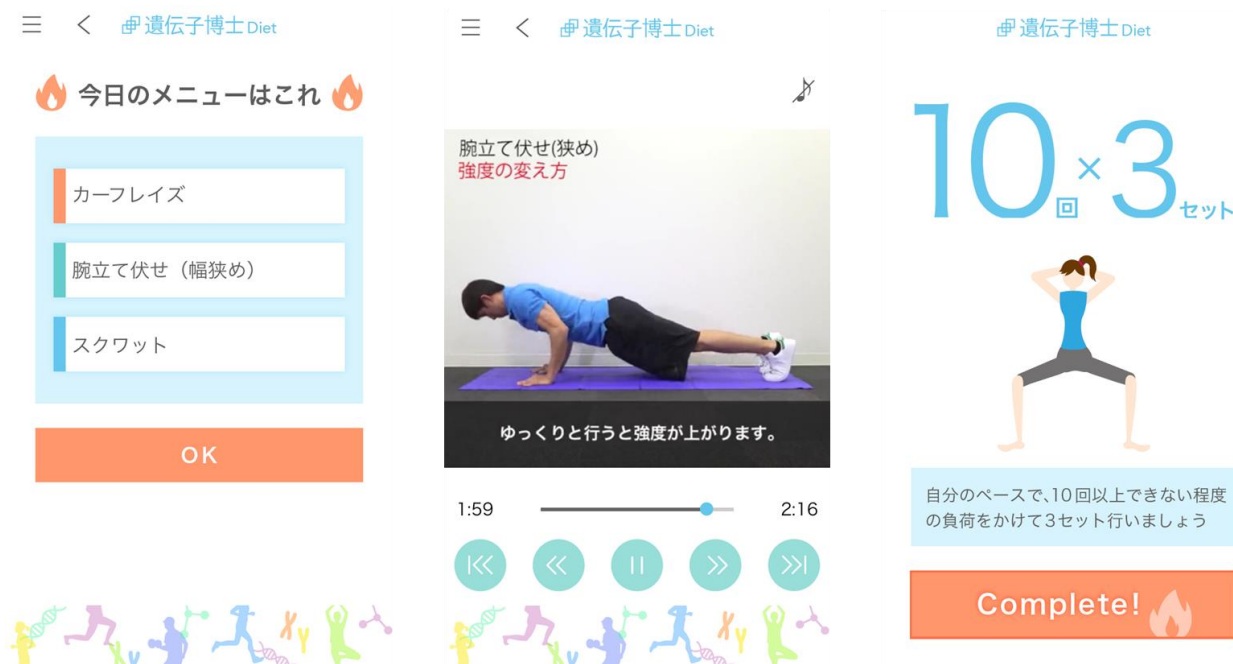 遺伝子博士Diet
今日のメニューはこれ
カーフレイズ
腕立て伏せ（幅狭め）
スクワット
OK
遺伝子博士Diet
腕立て伏せ(狭め)
強度の変え方
ゆっくりと行うと強度が上がります。
1:59
2:16
遺伝子博士Diet
10回×3セット
自分のペースで、10回以上できない程度
の負荷をかけて3セット行いましょう
Complete!